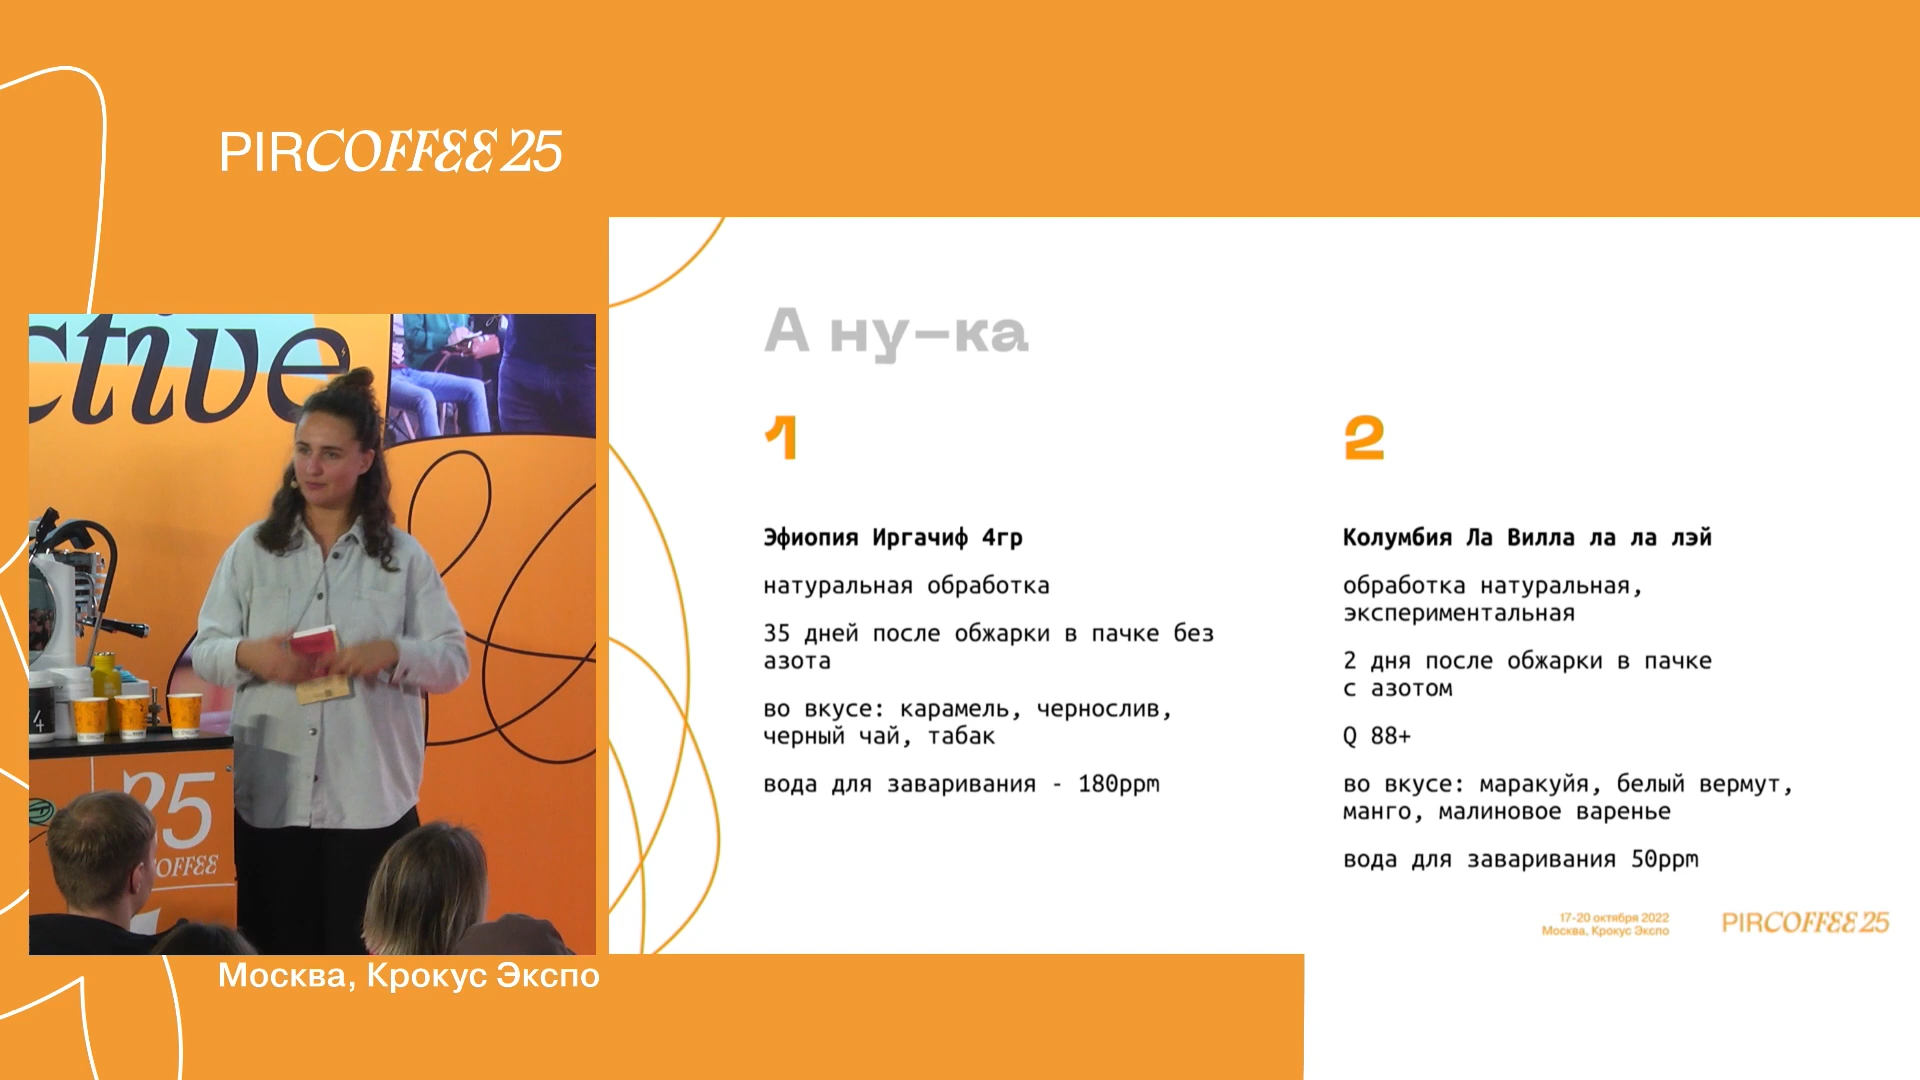 PIRCOFFEE 25
ctive
А ну-ка
1
2
Эфиопия Иргачиф 4гр
натуральная обработка
35 дней после обжарки в пачке без
азота
во вкусе: карамель, чернослив,
черный чай, табак
вода для заваривания - 180ppm
Колумбия Ла Вилла ла ла лэй
обработка натуральная,
экспериментальная
2 дня после обжарки в пачке
с азотом
Q 88+
во вкусе: маракуйя, белый вермут,
манго, малиновое варенье
вода для заваривания 50ppm
17-20 октября 2022
Москва, Крокус Экспо
PIRCOFFEE 25
4
25
OFFEE
Москва, Крокус Экспо